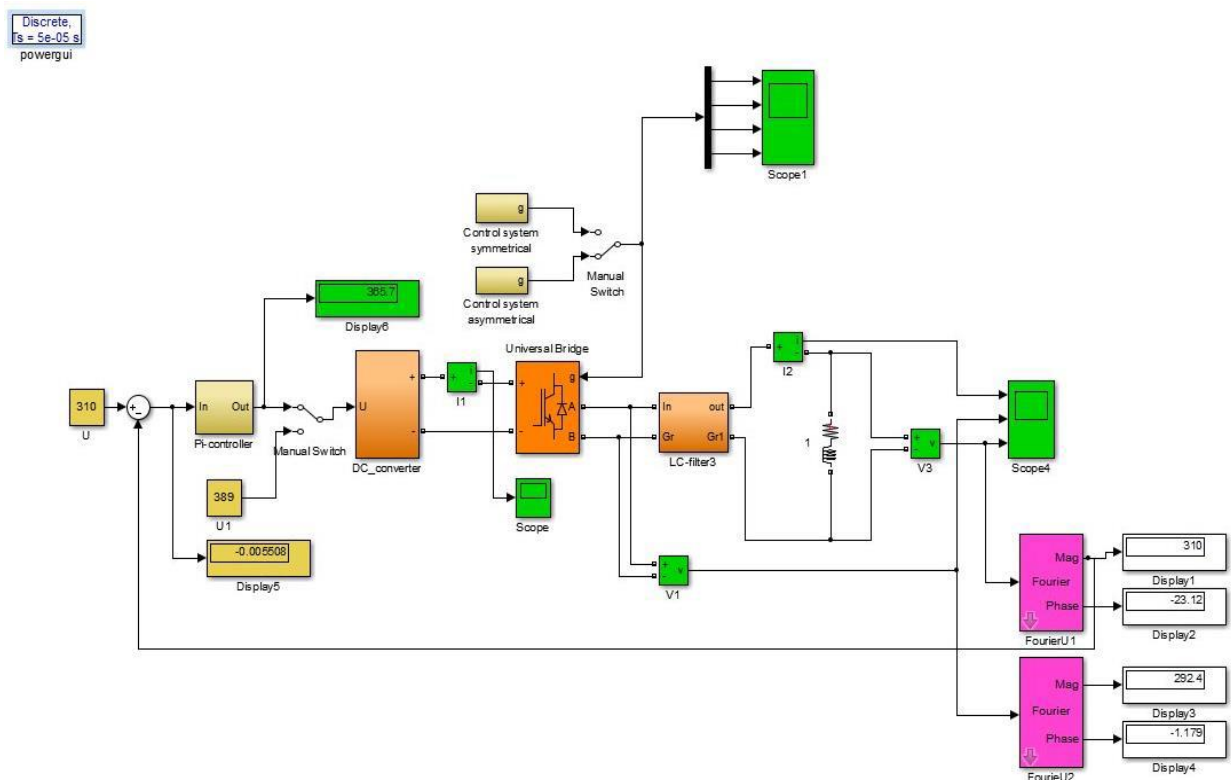 Discrete,
Ts = 5e-05 s
powergui
Scope1
g
Control system
symmetrical
g
Control system
asymmetrical
Manual
Switch
365.7
Display6
310
U
+
-
In Out
Pi-controller
Manual Switch
389
U1
-0.005508
Display5
U
+
-
DC_converter
+
-
i
I1
Scope
Universal Bridge
g
+
-
A
B
In out
Gr Gr1
LC-filter3
+
-
i
I2
1
+
-
v
V3
Scope4
+
-
v
V1
Mag
Fourier
Phase
FourierU1
310
Display1
-23.12
Display2
Mag
Fourier
Phase
FourieU2
292.4
Display3
-1.179
Display4